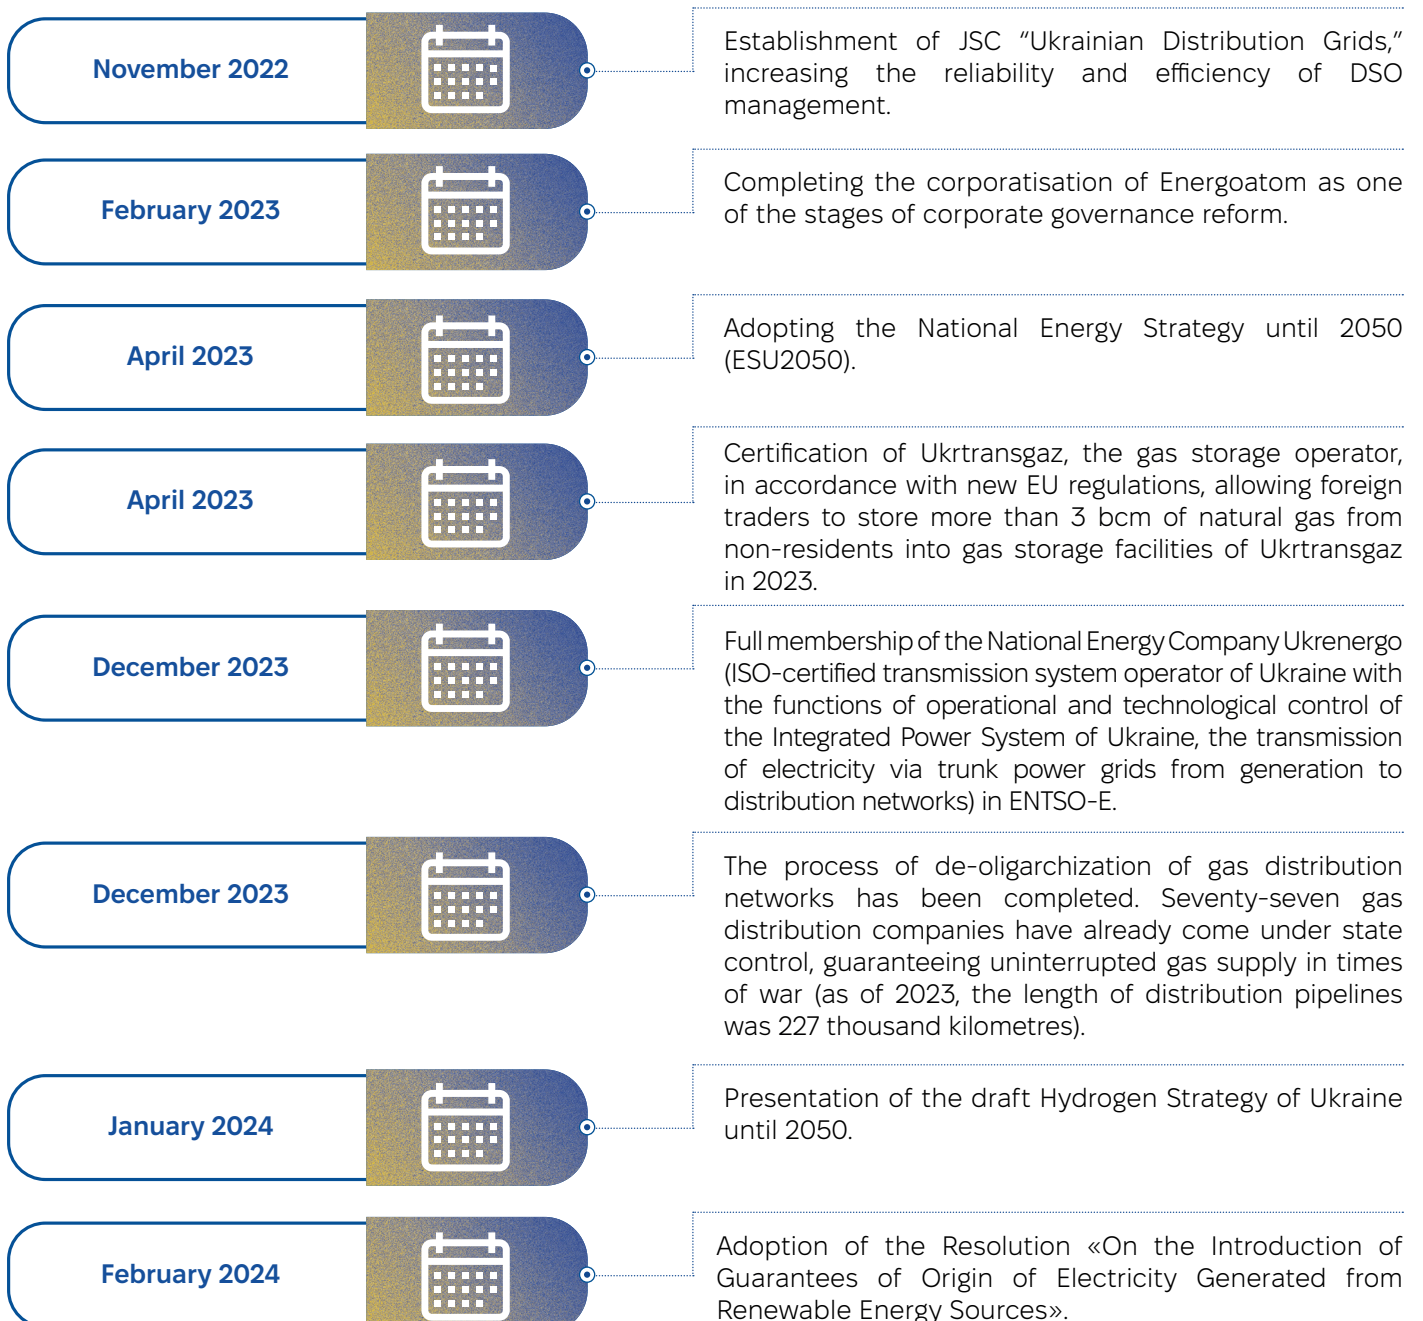 November 2022
Establishment of JSC “Ukrainian Distribution Grids,”
increasing the reliability and efficiency of DSO
management.
February 2023
Completing the corporatisation of Energoatom as one
of the stages of corporate governance reform.
April 2023
Adopting the National Energy Strategy until 2050
(ESU2050).
April 2023
Certification of Ukrtransgaz, the gas storage operator,
in accordance with new EU regulations, allowing foreign
traders to store more than 3 bcm of natural gas from
non-residents into gas storage facilities of Ukrtransgaz
in 2023.
December 2023
Full membership of the National Energy Company Ukrenergo
(ISO-certified transmission system operator of Ukraine with
the functions of operational and technological control of
the Integrated Power System of Ukraine, the transmission
of electricity via trunk power grids from generation to
distribution networks) in ENTSO-E.
December 2023
The process of de-oligarchization of gas distribution
networks has been completed. Seventy-seven gas
distribution companies have already come under state
control, guaranteeing uninterrupted gas supply in times
of war (as of 2023, the length of distribution pipelines
was 227 thousand kilometres).
January 2024
Presentation of the draft Hydrogen Strategy of Ukraine
until 2050.
February 2024
Adoption of the Resolution «On the Introduction of
Guarantees of Origin of Electricity Generated from
Renewable Energy Sources».